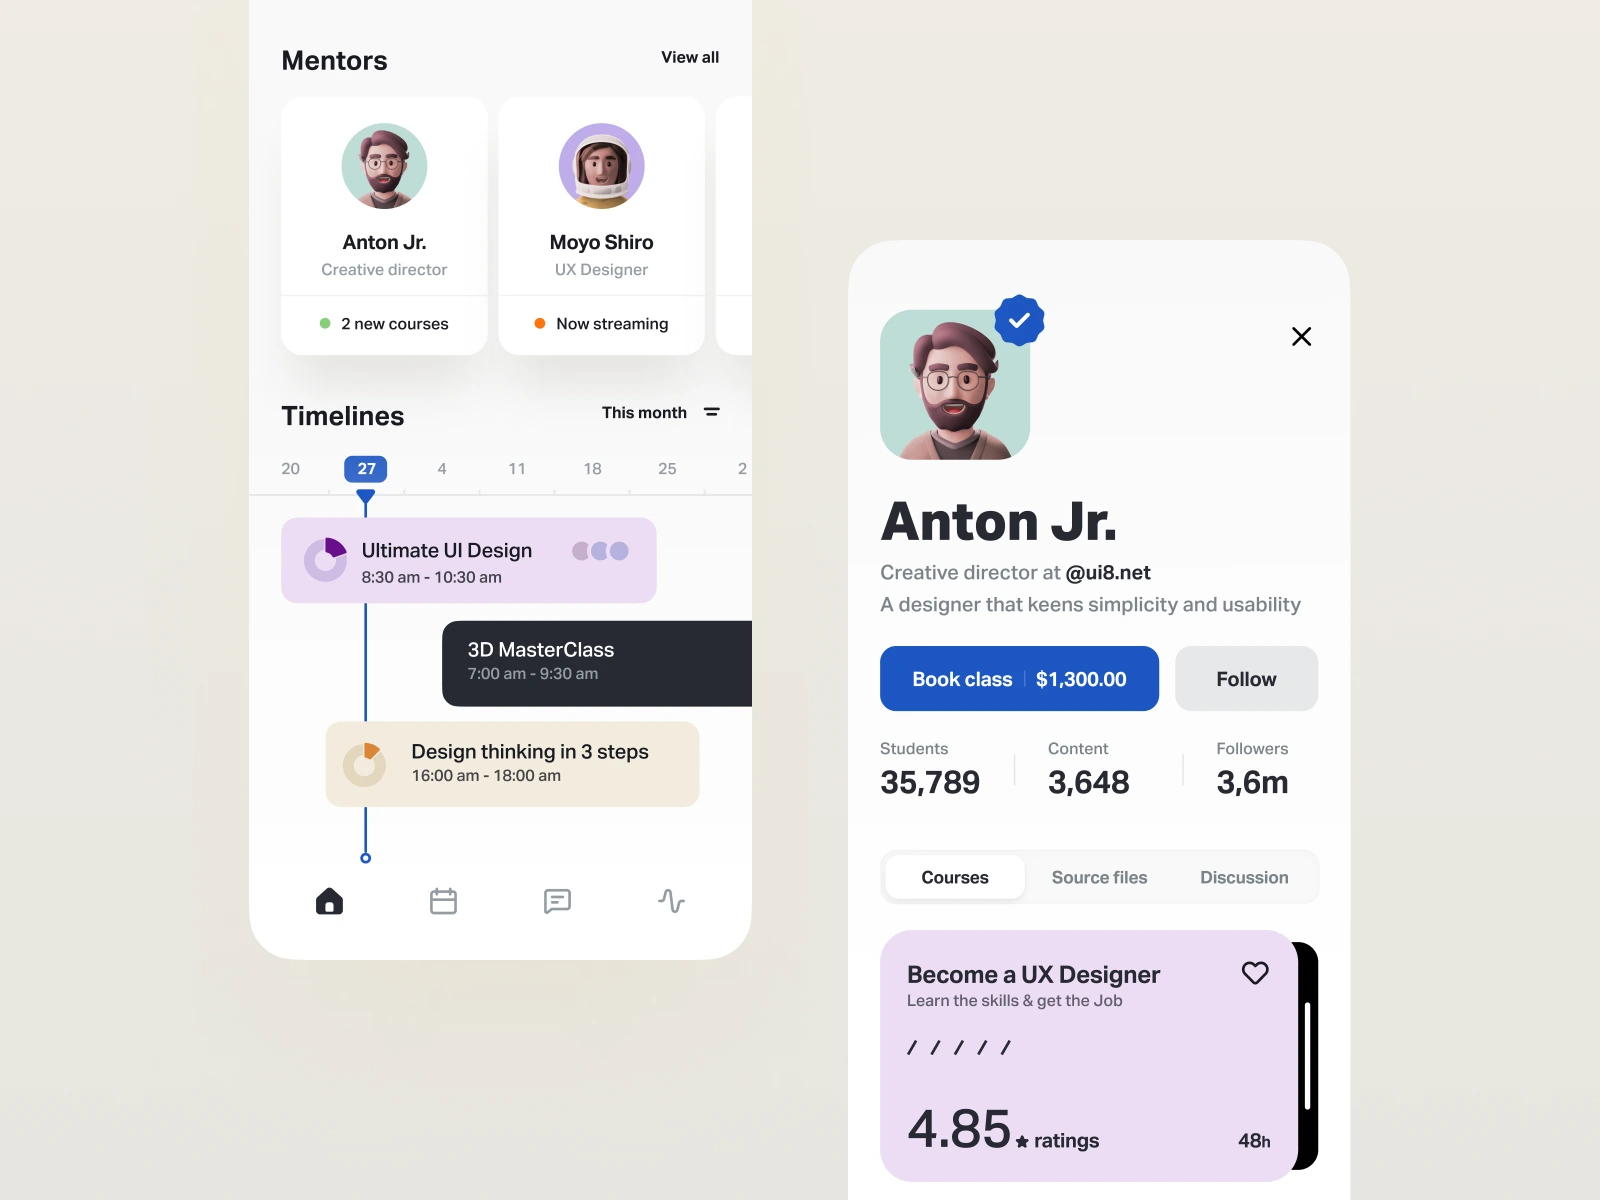 Mentors
View all
Anton Jr.
Creative director
2 new courses
Moyo Shiro
UX Designer
Now streaming
Timelines
This month
20 27 4 11 18 25 2
Ultimate UI Design
8:30 am - 10:30 am
3D MasterClass
7:00 am - 9:30 am
Design thinking in 3 steps
16:00 am - 18:00 am
Anton Jr.
Creative director at @ui8.net
A designer that keens simplicity and usability
Book class $1,300.00
Follow
Students Content Followers
35,789 3,648 3,6m
Courses Source files Discussion
Become a UX Designer
Learn the skills & get the Job
/ / / / /
4.85 ★ ratings
48h